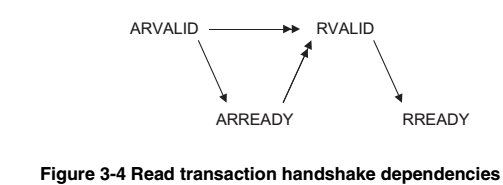 ARVALID RVALID
ARREADY RREADY
Figure 3-4 Read transaction handshake dependencies